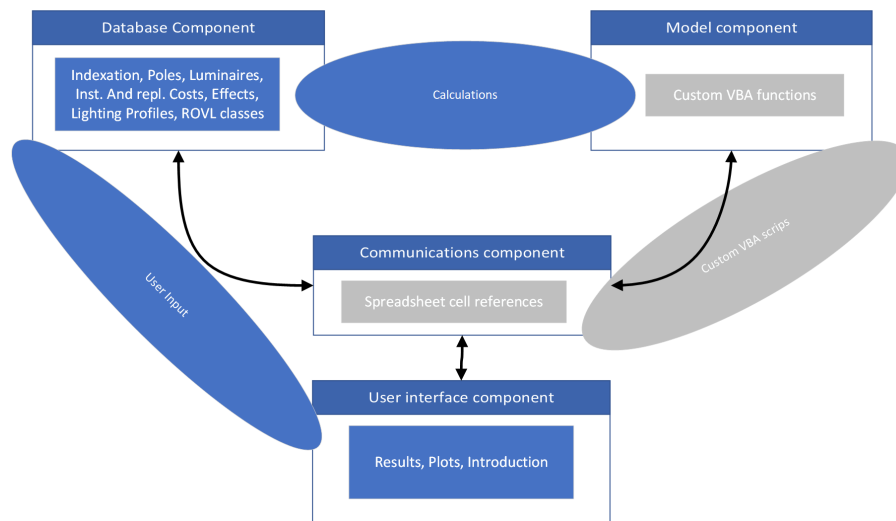 Database Component
Model component
Indexation, Poles, Luminaires,
Inst. And repl. Costs, Effects,
Lighting Profiles, ROVL classes
Calculations
Custom VBA functions
Communications component
Custom VBA scrips
User Input
Spreadsheet cell references
User interface component
Results, Plots, Introduction